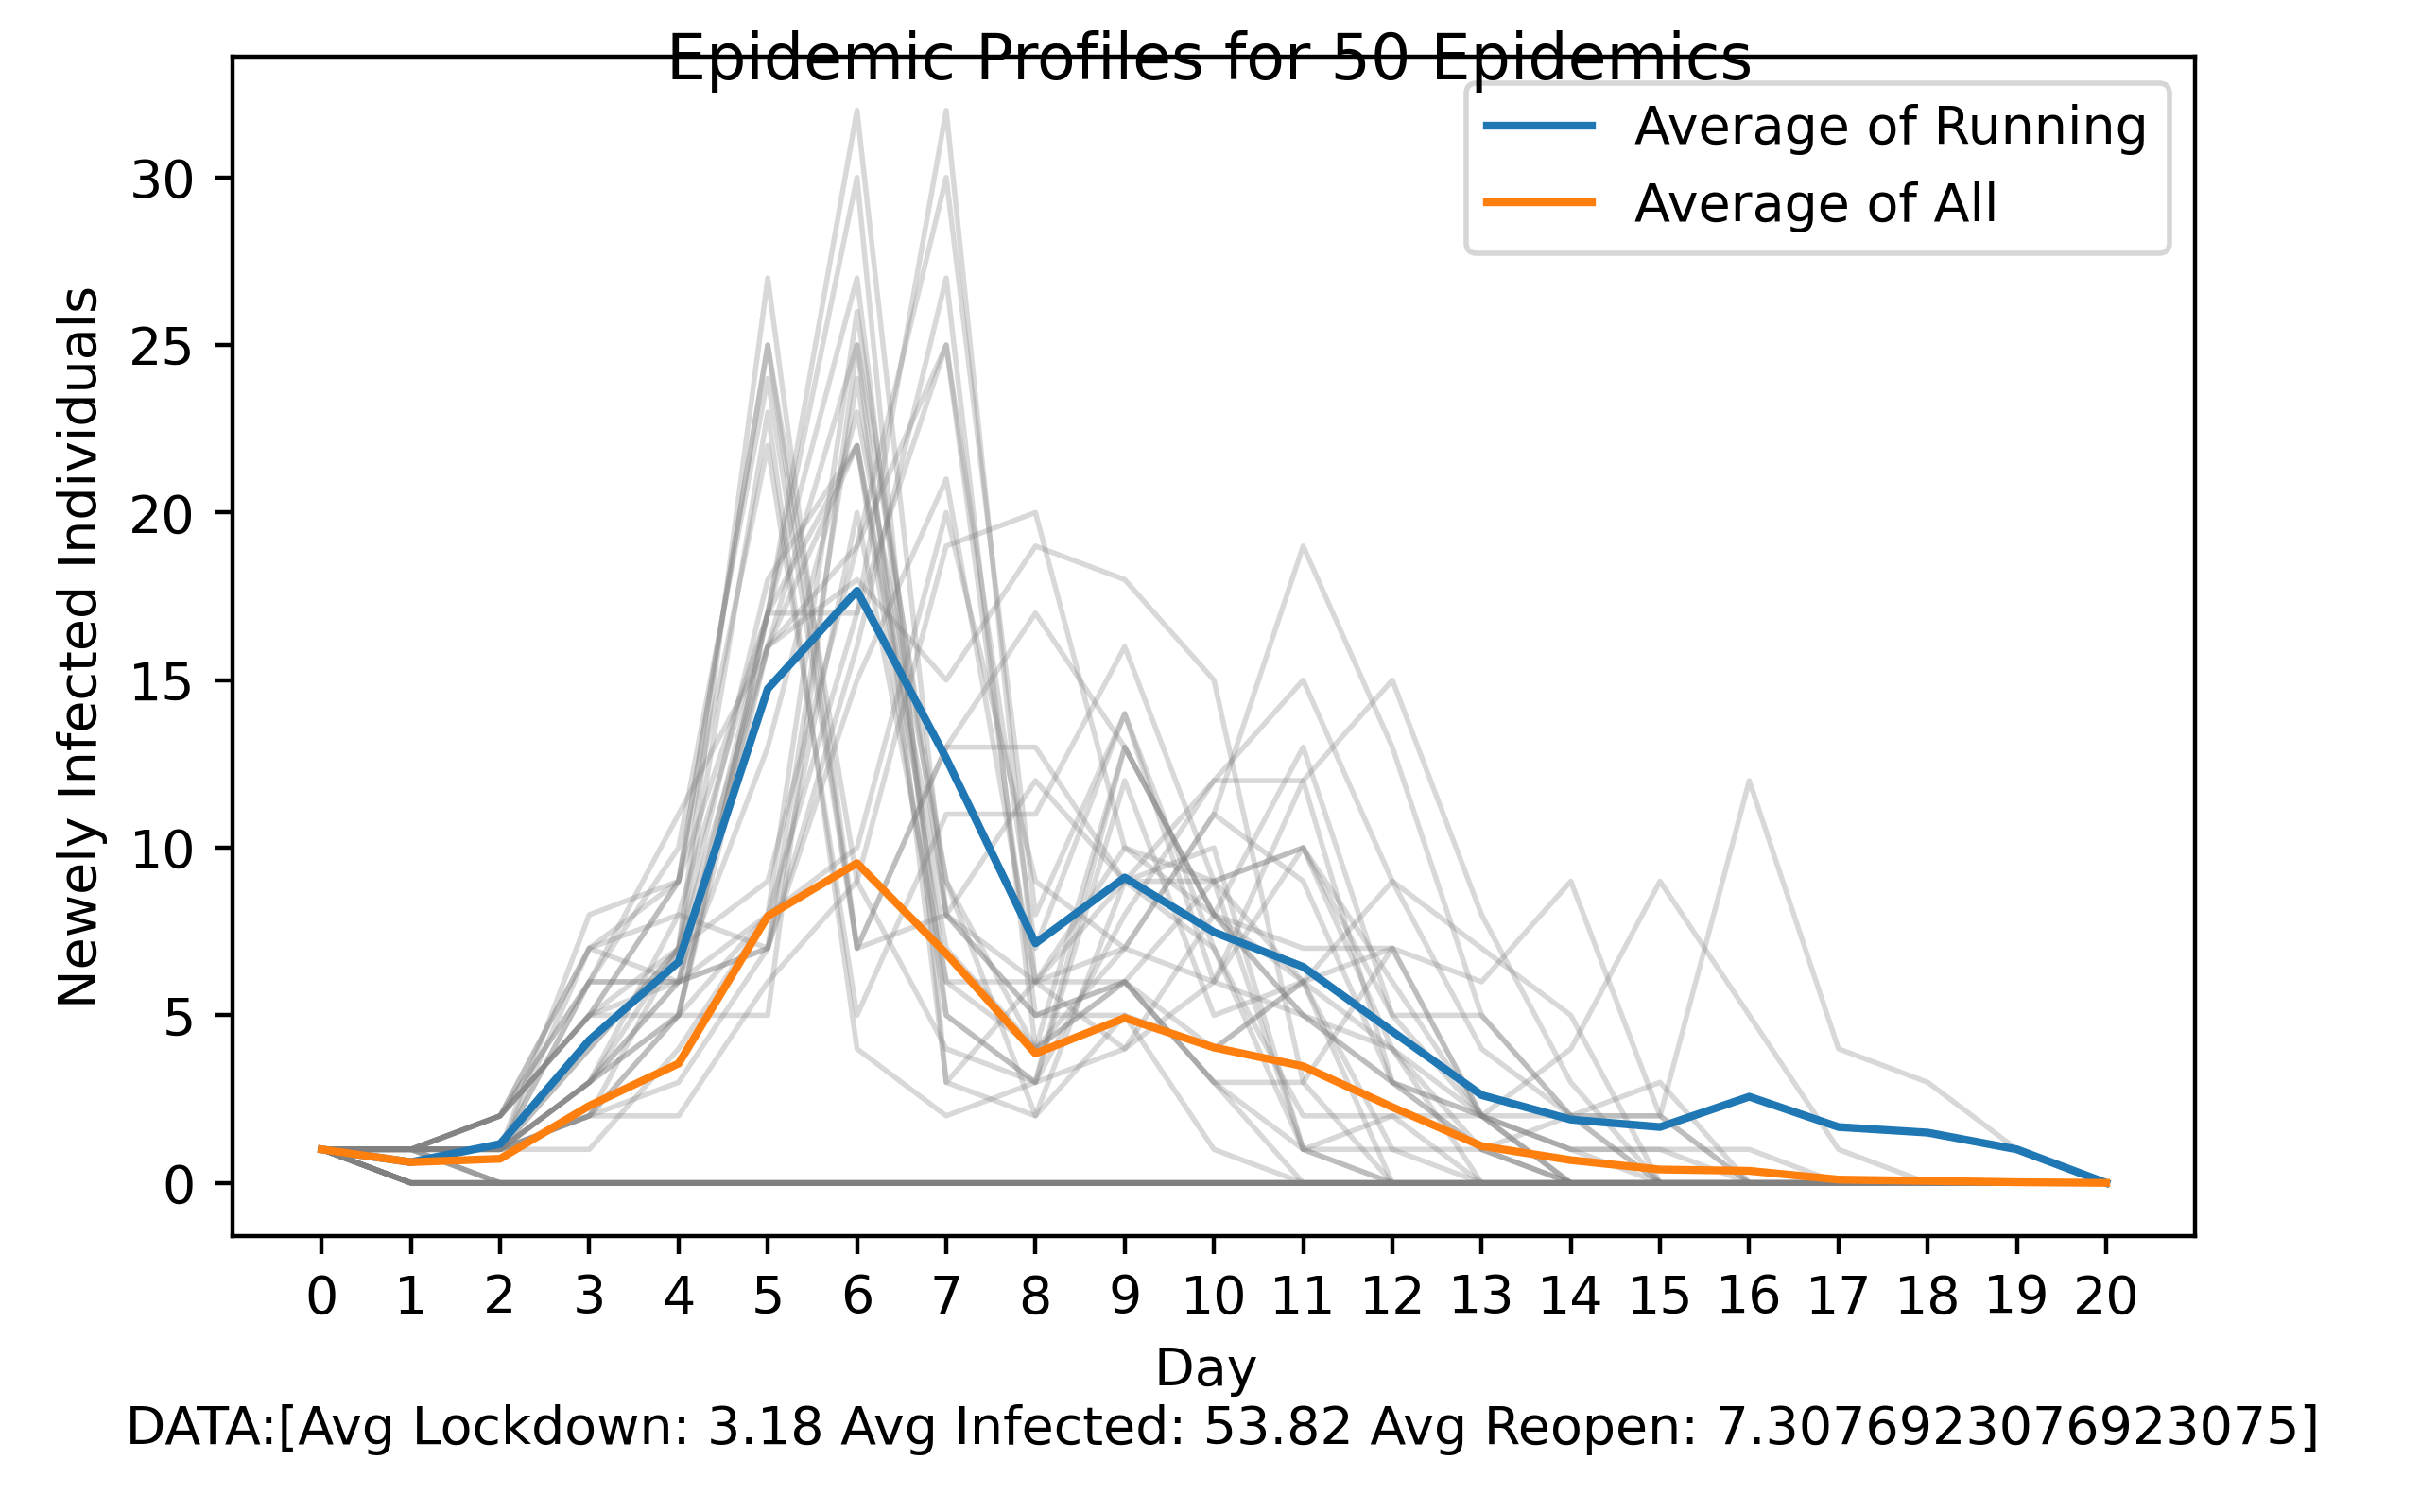 Epidemic Profiles for 50 Epidemics
Average of Running
Average of All
Newely Infected Individuals
30
25
20
15
10
5
0
0 1 2 3 4 5 6 7 8 9 10 11 12 13 14 15 16 17 18 19 20
Day
DATA:[Avg Lockdown: 3.18 Avg Infected: 53.82 Avg Reopen: 7.3076923076923075]